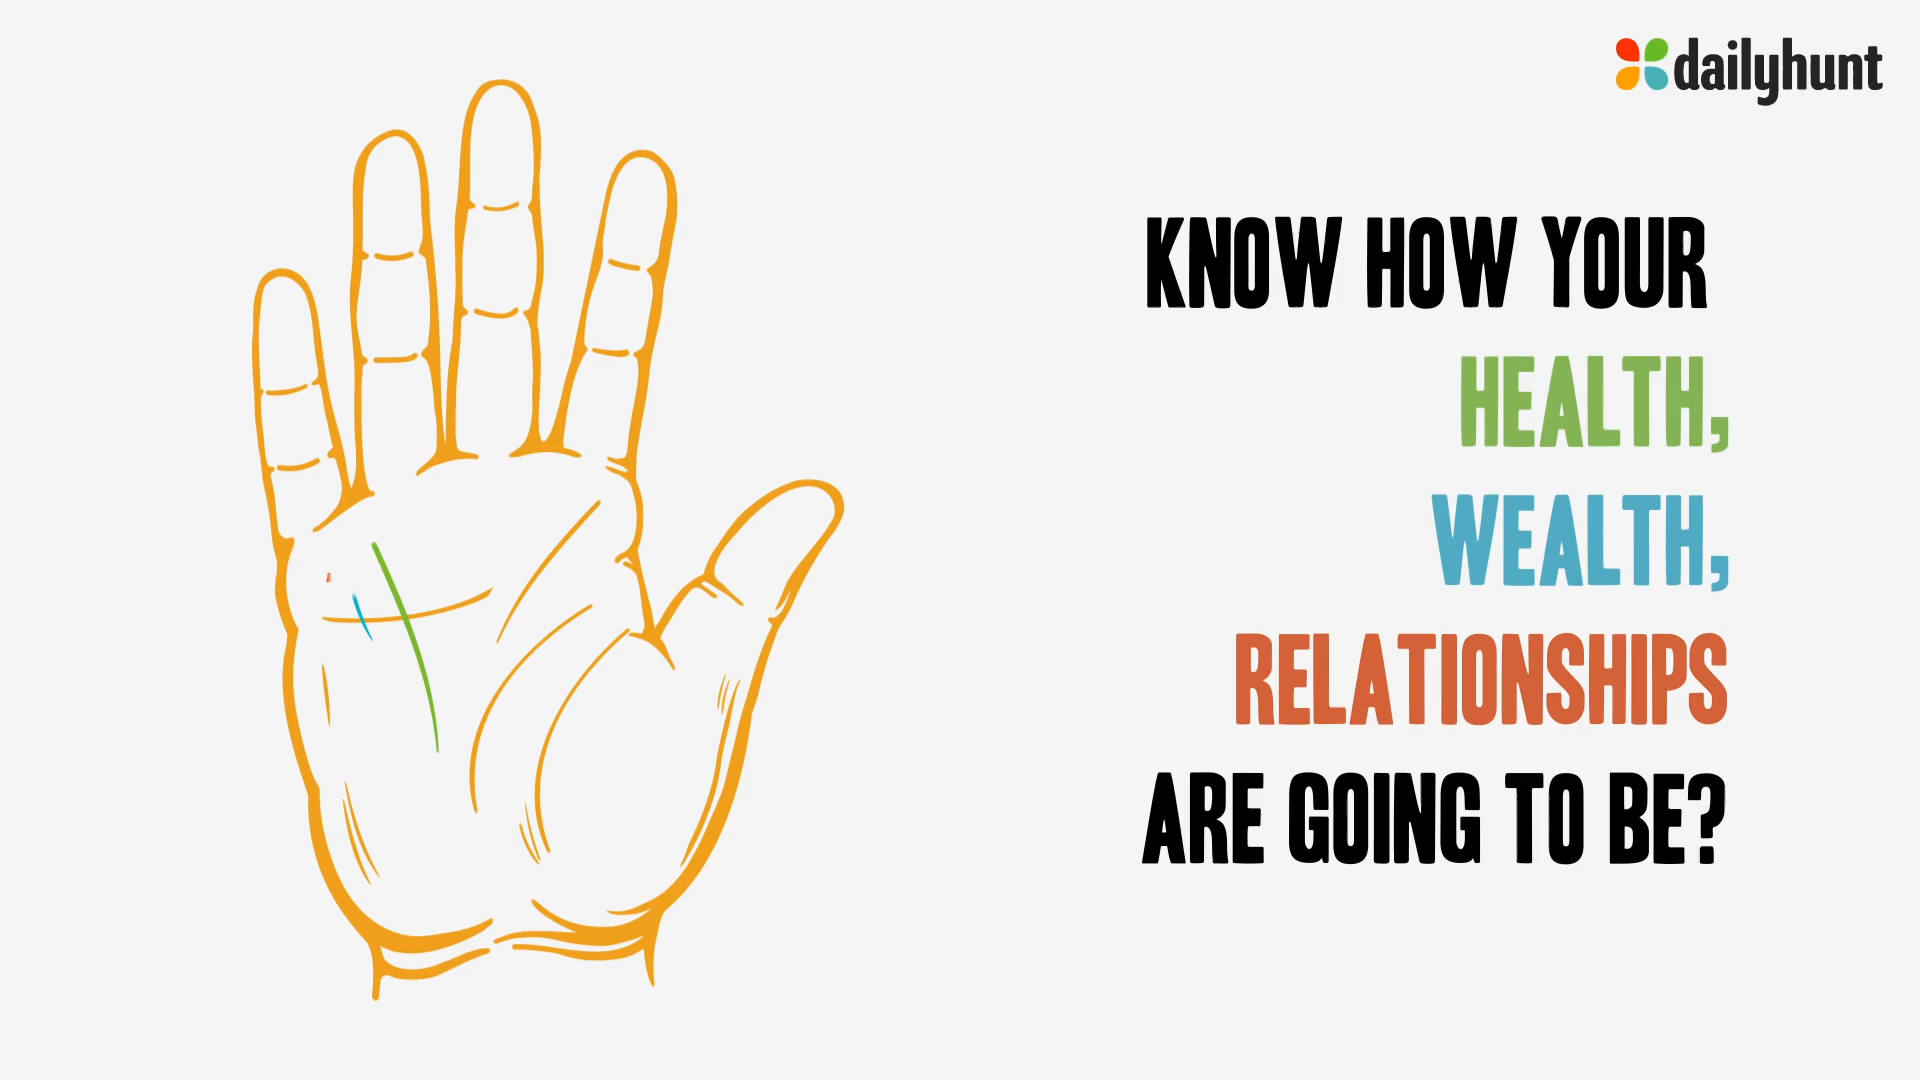 dailyhunt
KNOW HOW YOUR
HEALTH,
WEALTH,
RELATIONSHIPS
ARE GOING TO BE?